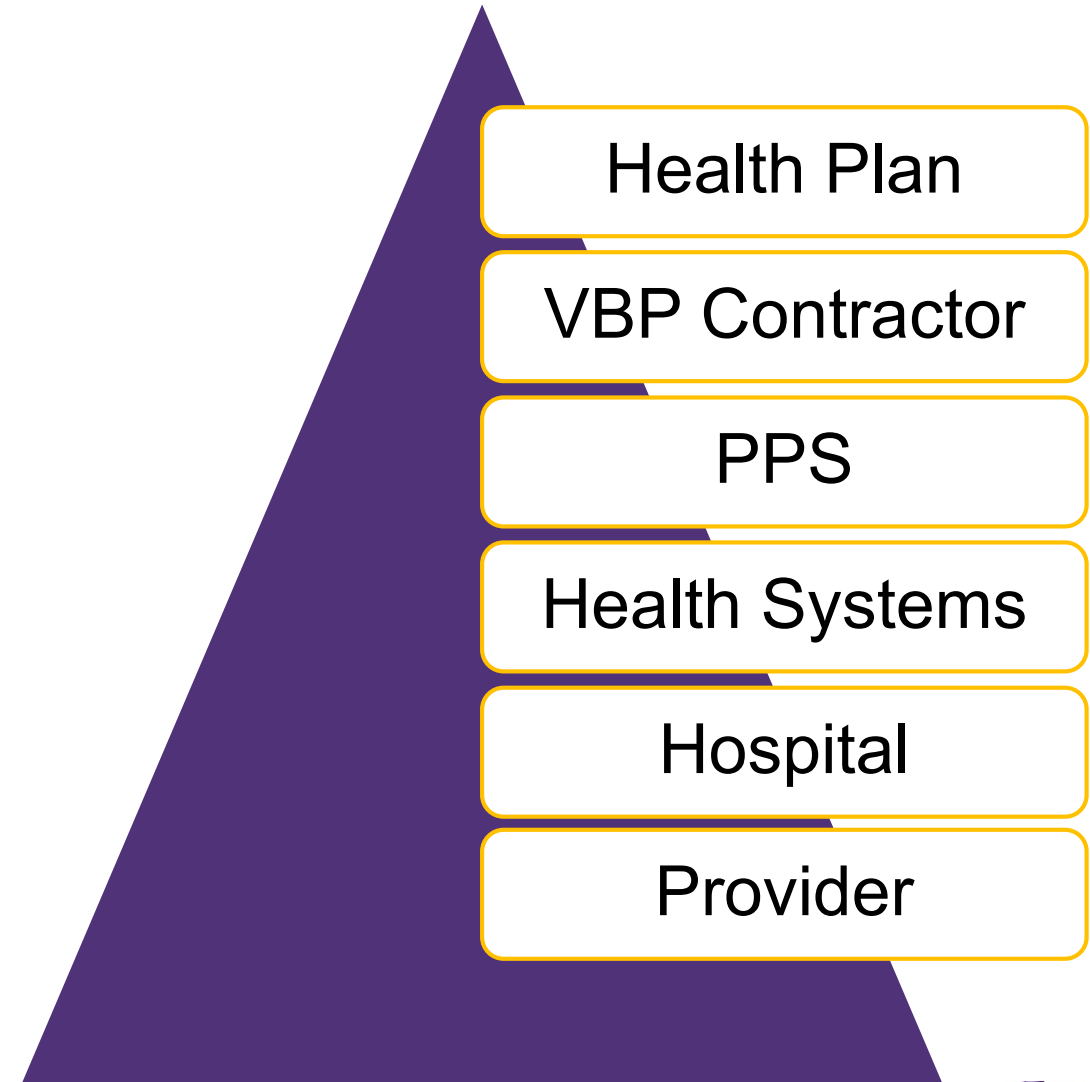 Health Plan
VBP Contractor
PPS
Health Systems
Hospital
Provider